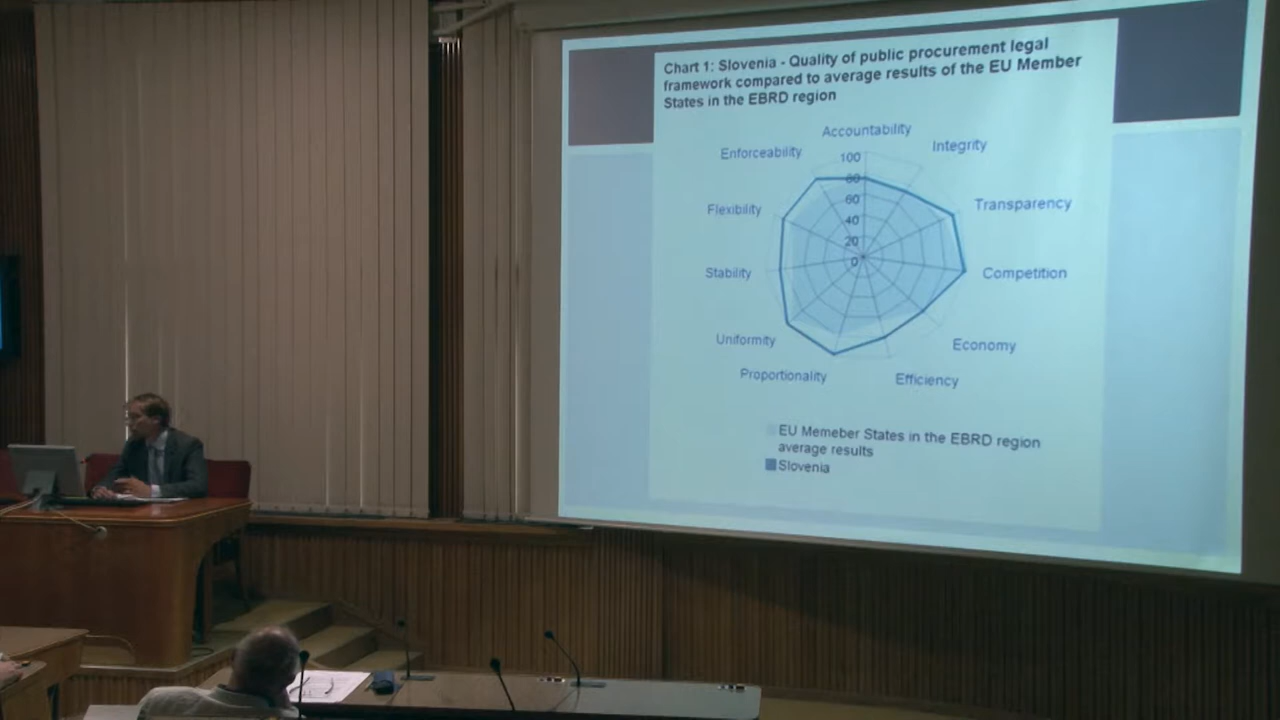 Chart 1: Slovenia - Quality of public procurement legal
framework compared to average results of the EU Member
States in the EBRD region
Accountability
Enforceability
Integrity
100
80
60
40
20
0
Flexibility
Transparency
Stability
Competition
Uniformity
Economy
Proportionality
Efficiency
EU Memeber States in the EBRD region
average results
Slovenia